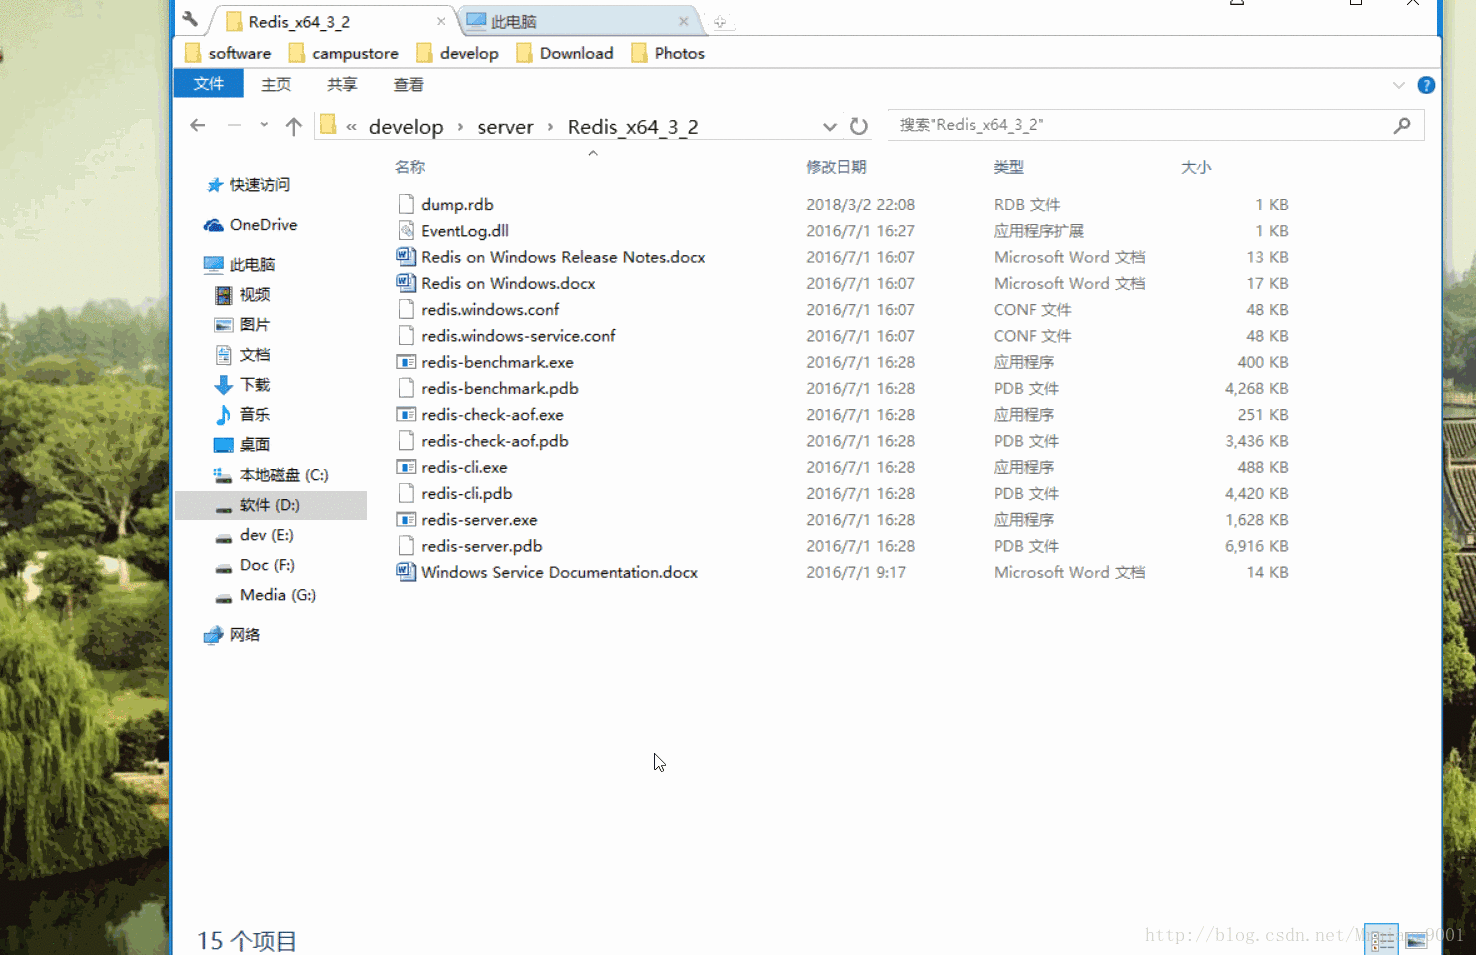 Redis_x64_3_2 此电脑
software campustore develop Download Photos
文件 主页 共享 查看
« develop › server › Redis_x64_3_2 搜索"Redis_x64_3_2"
名称 修改日期 类型 大小
快速访问
OneDrive
此电脑
视频
图片
文档
下载
音乐
桌面
本地磁盘 (C:)
软件 (D:)
dev (E:)
Doc (F:)
Media (G:)
网络
dump.rdb 2018/3/2 22:08 RDB 文件 1 KB
EventLog.dll 2016/7/1 16:27 应用程序扩展 1 KB
Redis on Windows Release Notes.docx 2016/7/1 16:07 Microsoft Word 文档 13 KB
Redis on Windows.docx 2016/7/1 16:07 Microsoft Word 文档 17 KB
redis.windows.conf 2016/7/1 16:07 CONF 文件 48 KB
redis.windows-service.conf 2016/7/1 16:07 CONF 文件 48 KB
redis-benchmark.exe 2016/7/1 16:28 应用程序 400 KB
redis-benchmark.pdb 2016/7/1 16:28 PDB 文件 4,268 KB
redis-check-aof.exe 2016/7/1 16:28 应用程序 251 KB
redis-check-aof.pdb 2016/7/1 16:28 PDB 文件 3,436 KB
redis-cli.exe 2016/7/1 16:28 应用程序 488 KB
redis-cli.pdb 2016/7/1 16:28 PDB 文件 4,420 KB
redis-server.exe 2016/7/1 16:28 应用程序 1,628 KB
redis-server.pdb 2016/7/1 16:28 PDB 文件 6,916 KB
Windows Service Documentation.docx 2016/7/1 9:17 Microsoft Word 文档 14 KB
15 个项目